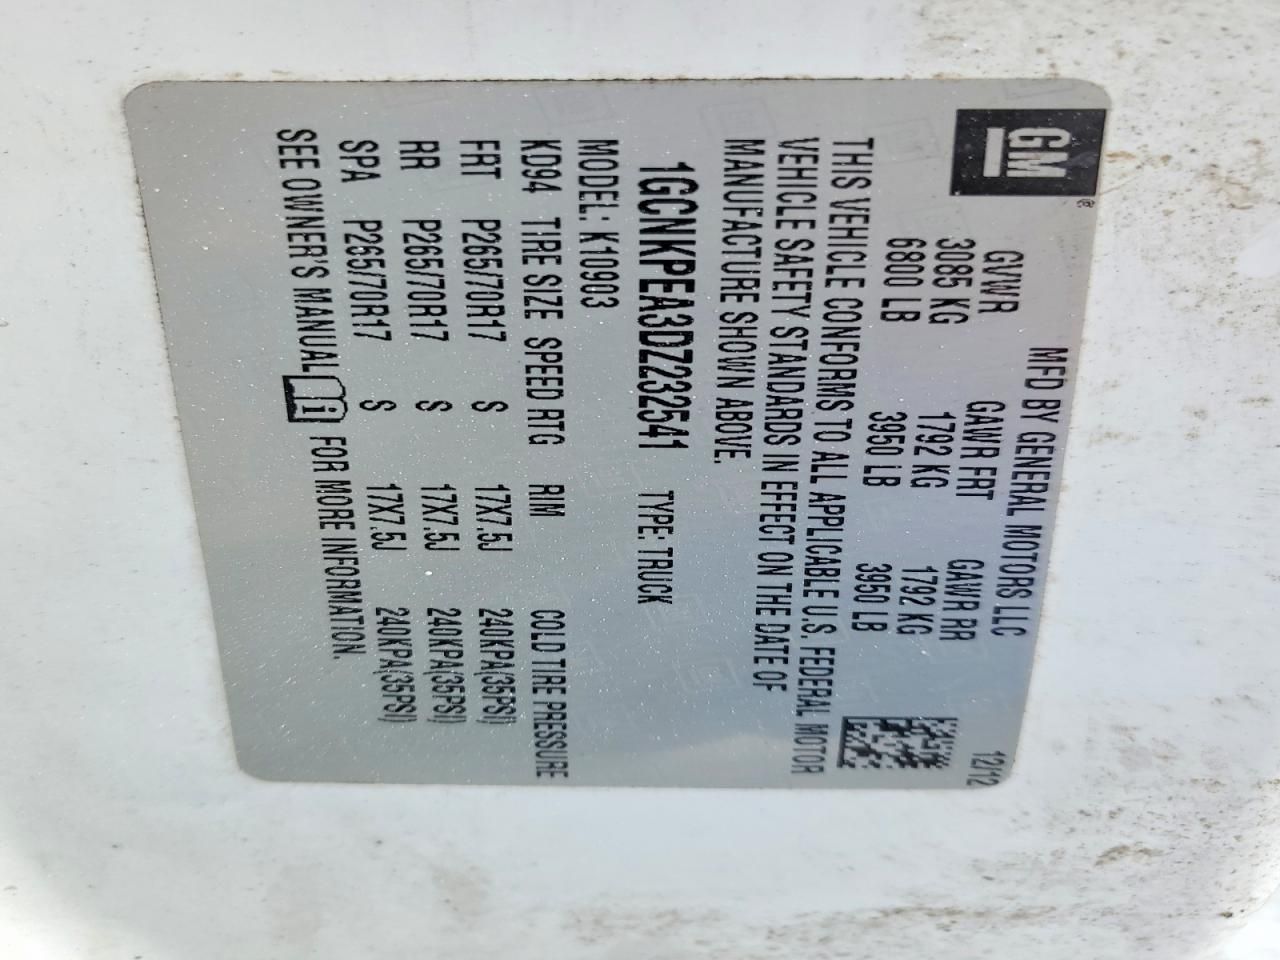 GM®
MFD BY GENERAL MOTORS LLC 12/12
GVWR GAWR FRT GAWR RR
3085 KG 1792 KG 1792 KG
6800 LB 3950 LB 3950 LB
THIS VEHICLE CONFORMS TO ALL APPLICABLE U.S. FEDERAL MOTOR
VEHICLE SAFETY STANDARDS IN EFFECT ON THE DATE OF
MANUFACTURE SHOWN ABOVE.
1GCNKPEA3DZ232541 TYPE: TRUCK
MODEL: K10903
KD94 TIRE SIZE SPEED RTG RIM COLD TIRE PRESSURE
FRT P265/70R17 S 17X7.5J 240KPA(35PSI)
RR P265/70R17 S 17X7.5J 240KPA(35PSI)
SPA P265/70R17 S 17X7.5J 240KPA(35PSI)
SEE OWNER'S MANUAL i FOR MORE INFORMATION.